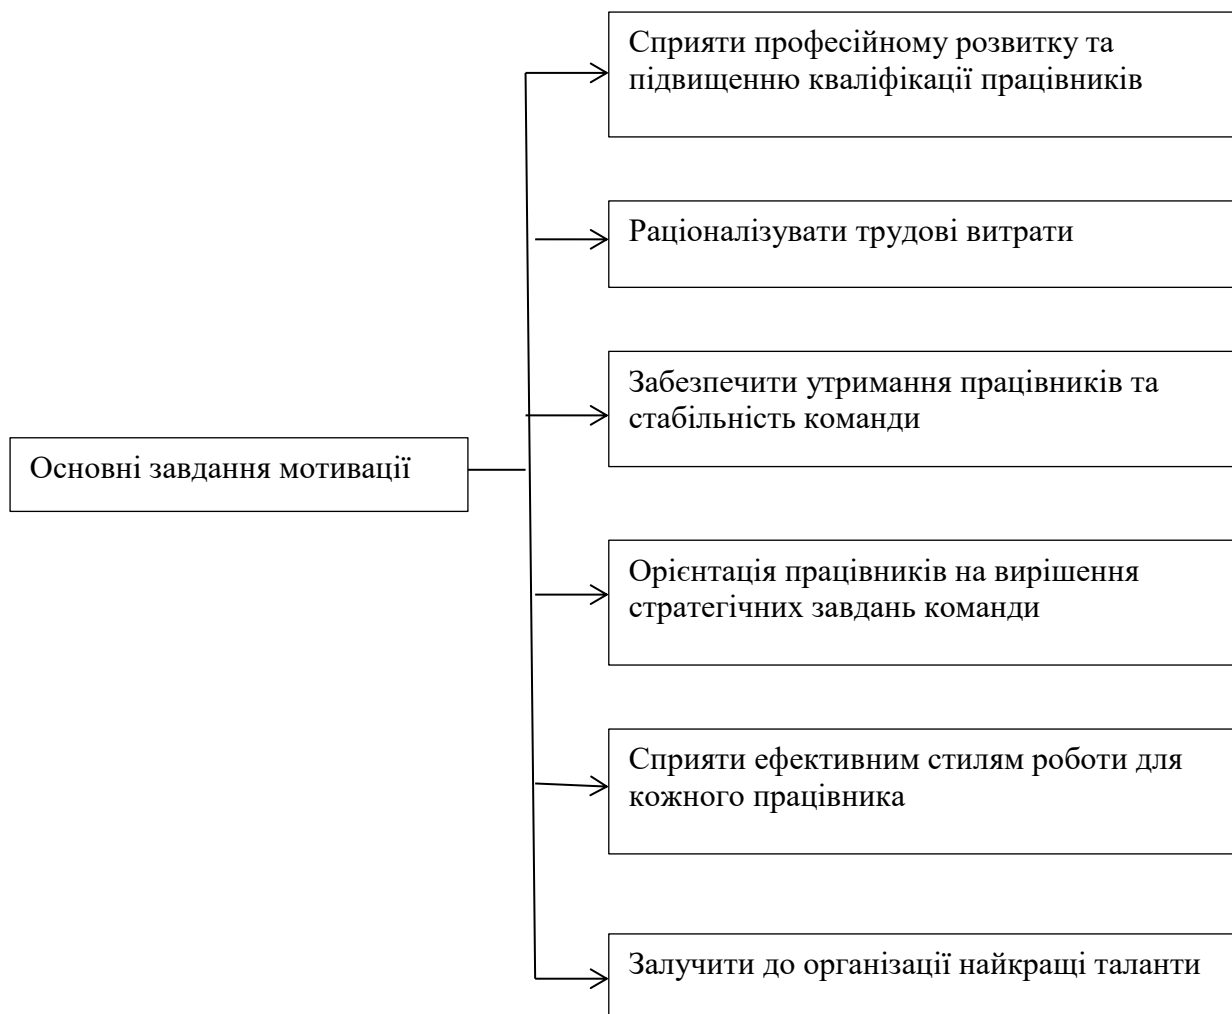 Сприяти професійному розвитку та
підвищенню кваліфікації працівників
Раціоналізувати трудові витрати
Забезпечити утримання працівників та
стабільність команди
Основні завдання мотивації
Орієнтація працівників на вирішення
стратегічних завдань команди
Сприяти ефективним стилям роботи для
кожного працівника
Залучити до організації найкращі таланти